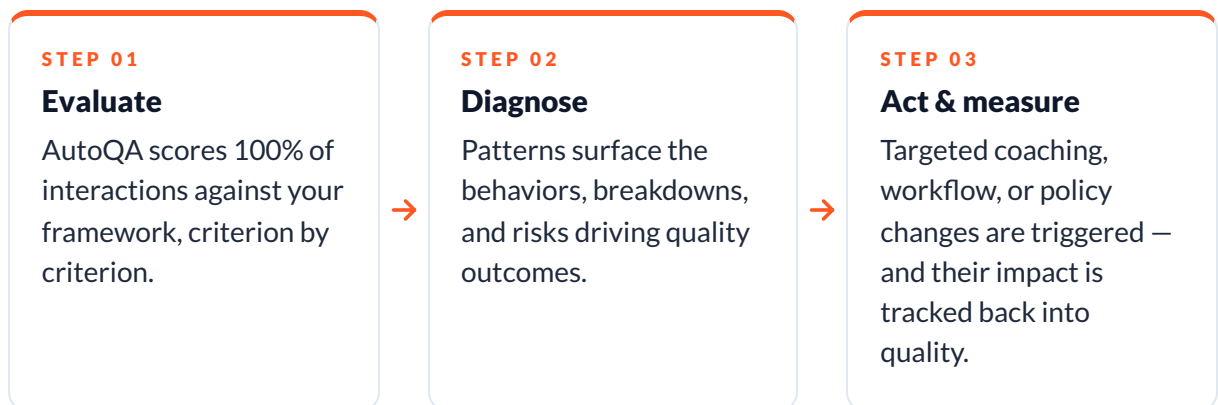 STEP 01
Evaluate
AutoQA scores 100% of
interactions against your
framework, criterion by
criterion.
STEP 02
Diagnose
Patterns surface the
behaviors, breakdowns,
and risks driving quality
outcomes.
STEP 03
Act & measure
Targeted coaching,
workflow, or policy
changes are triggered —
and their impact is
tracked back into
quality.